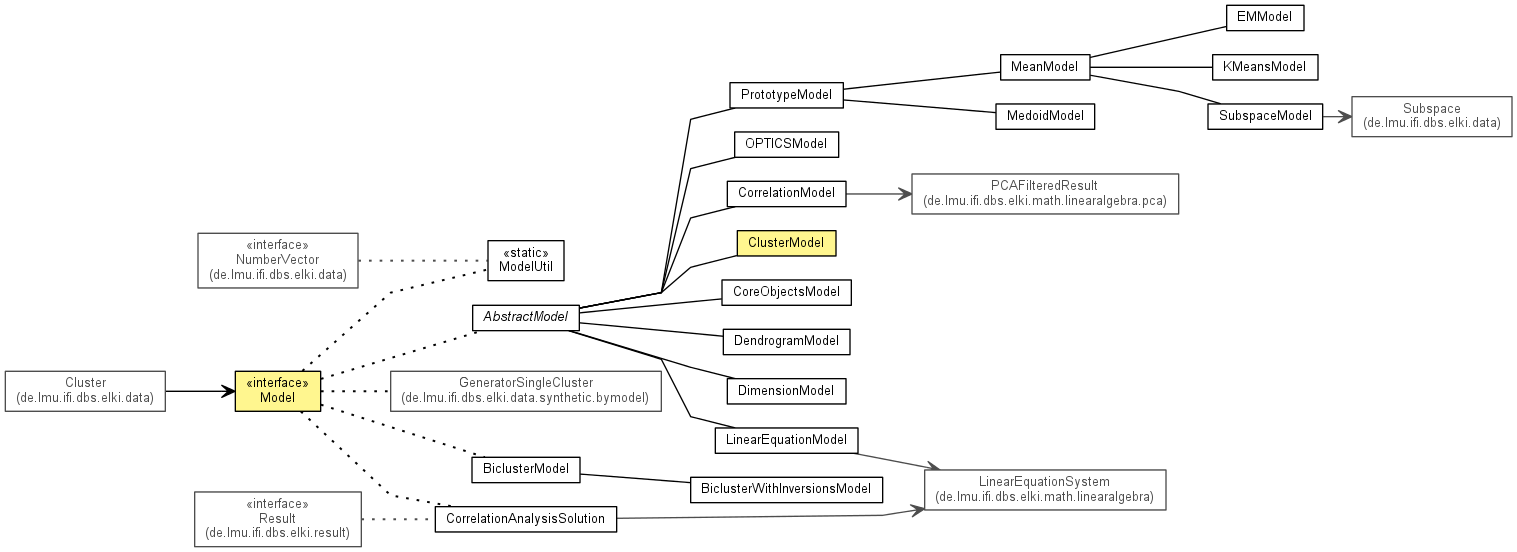 EMModel
MeanModel
KMeansModel
PrototypeModel
MedoidModel
SubspaceModel
Subspace
(de.lmu.ifi.dbs.elki.data)
OPTICSModel
CorrelationModel
PCAFilteredResult
(de.lmu.ifi.dbs.elki.math.linearalgebra.pca)
ClusterModel
«interface»
NumberVector
(de.lmu.ifi.dbs.elki.data)
«static»
ModelUtil
CoreObjectsModel
AbstractModel
DendrogramModel
Cluster
(de.lmu.ifi.dbs.elki.data)
«interface»
Model
GeneratorSingleCluster
(de.lmu.ifi.dbs.elki.data.synthetic.bymodel)
DimensionModel
LinearEquationModel
BiclusterModel
BiclusterWithInversionsModel
LinearEquationSystem
(de.lmu.ifi.dbs.elki.math.linearalgebra)
«interface»
Result
(de.lmu.ifi.dbs.elki.result)
CorrelationAnalysisSolution